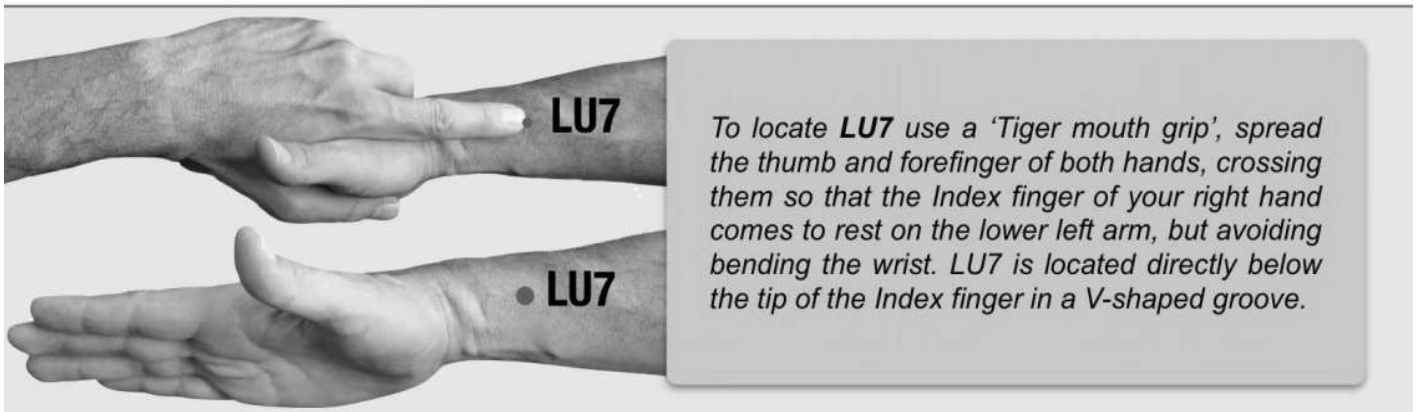 LU7
LU7
To locate LU7 use a ‘Tiger mouth grip’, spread
the thumb and forefinger of both hands, crossing
them so that the Index finger of your right hand
comes to rest on the lower left arm, but avoiding
bending the wrist. LU7 is located directly below
the tip of the Index finger in a V-shaped groove.